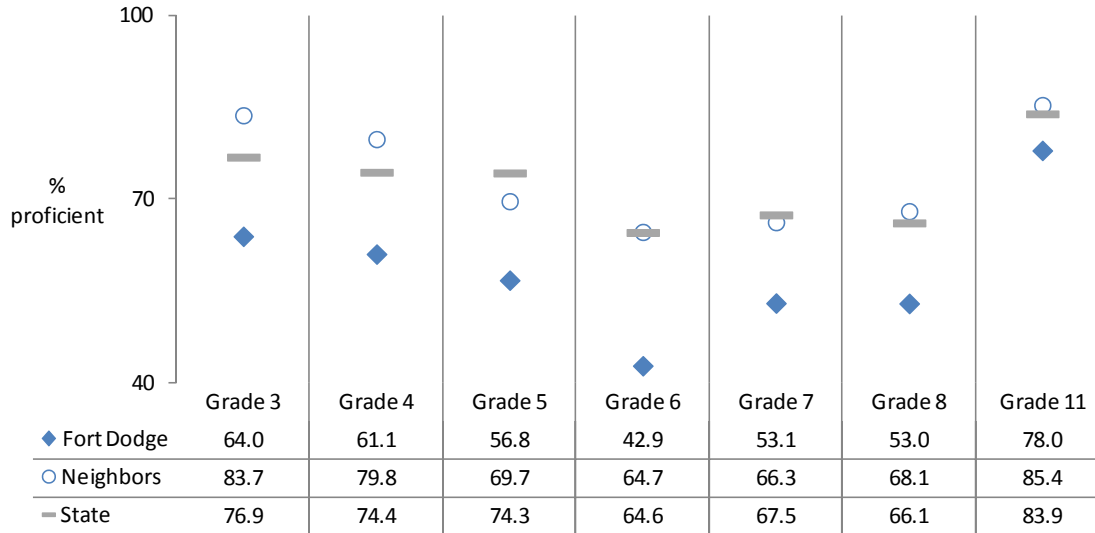 100
%
proficient
70
40
Grade 3 Grade 4 Grade 5 Grade 6 Grade 7 Grade 8 Grade 11
Fort Dodge 64.0 61.1 56.8 42.9 53.1 53.0 78.0
Neighbors 83.7 79.8 69.7 64.7 66.3 68.1 85.4
State 76.9 74.4 74.3 64.6 67.5 66.1 83.9